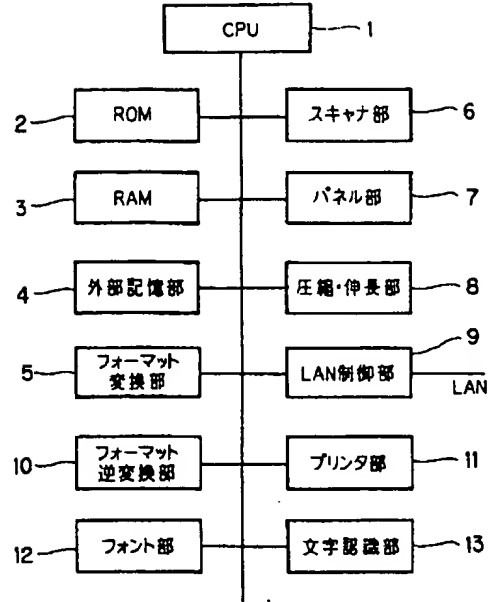 CPU
1
2
ROM
スキャナ部
6
3
RAM
パネル部
7
4
外部記憶部
圧縮・伸長部
8
5
フォーマット
変換部
LAN制御部
9
LAN
10
フォーマット
逆変換部
プリンタ部
11
12
フォント部
文字認識部
13